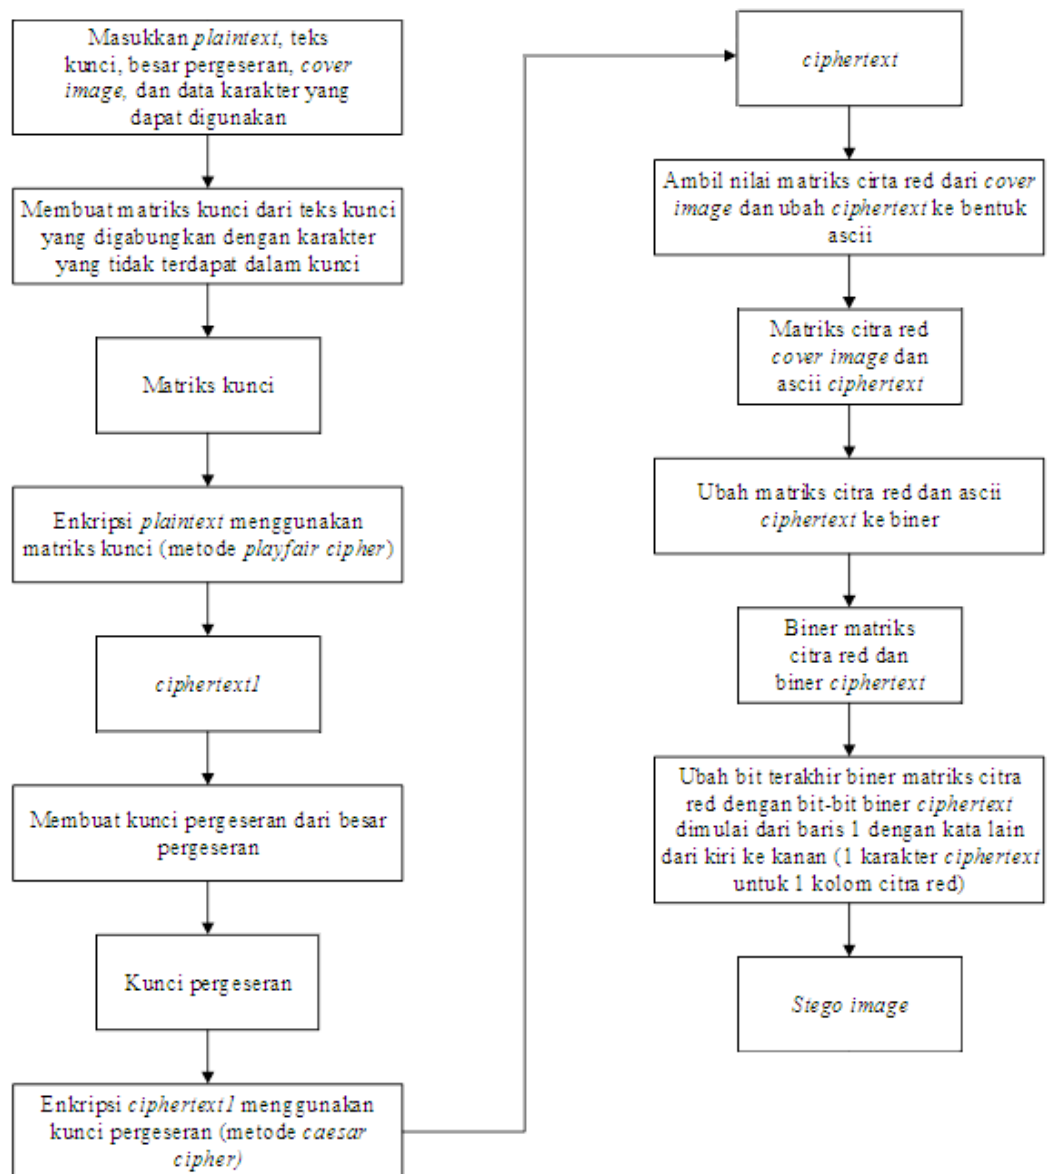 Masukkan plaintext, teks
kunci, besar pergeseran, cover
image, dan data karakter yang
dapat digunakan
Membuat matriks kunci dari teks kunci
yang digabungkan dengan karakter
yang tidak terdapat dalam kunci
Matriks kunci
Enkripsi plaintext menggunakan
matriks kunci (metode playfair cipher)
ciphertext1
Membuat kunci pergeseran dari besar
pergeseran
Kunci pergeseran
Enkripsi ciphertext1 menggunakan
kunci pergeseran (metode caesar
cipher)
ciphertext
Ambil nilai matriks cirta red dari cover
image dan ubah ciphertext ke bentuk
ascii
Matriks citra red
cover image dan
ascii ciphertext
Ubah matriks citra red dan ascii
ciphertext ke biner
Biner matriks
citra red dan
biner ciphertext
Ubah bit terakhir biner matriks citra
red dengan bit-bit biner ciphertext
dimulai dari baris 1 dengan kata lain
dari kiri ke kanan (1 karakter ciphertext
untuk 1 kolom citra red)
Stego image